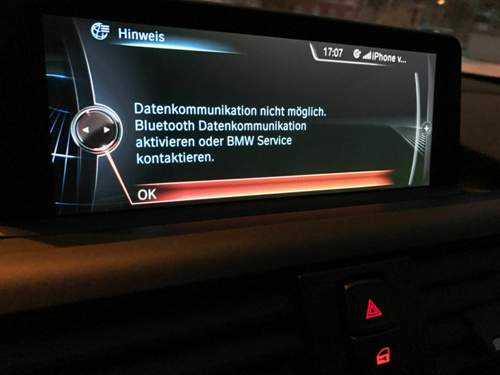 Hinweis
17:07 iPhone v...
Datenkommunikation nicht möglich.
Bluetooth Datenkommunikation
aktivieren oder BMW Service
kontaktieren.
OK